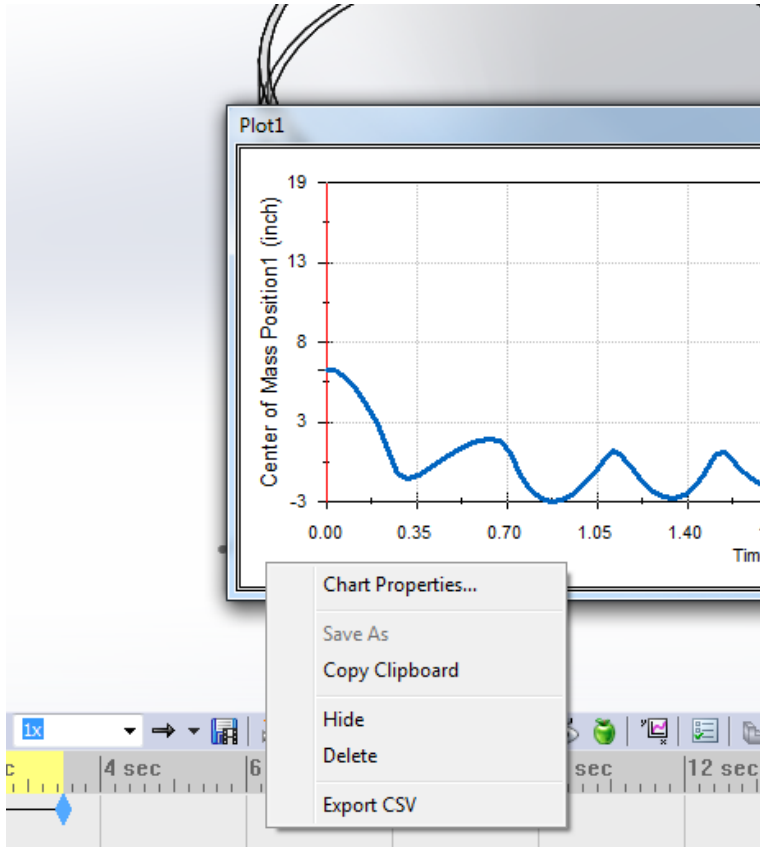 Plot1
19
13
8
3
-3
Center of Mass Position1 (inch)
0.00 0.35 0.70 1.05 1.40
Tim
Chart Properties...
Save As
Copy Clipboard
Hide
Delete
Export CSV
1x
4 sec 6 sec 12 sec